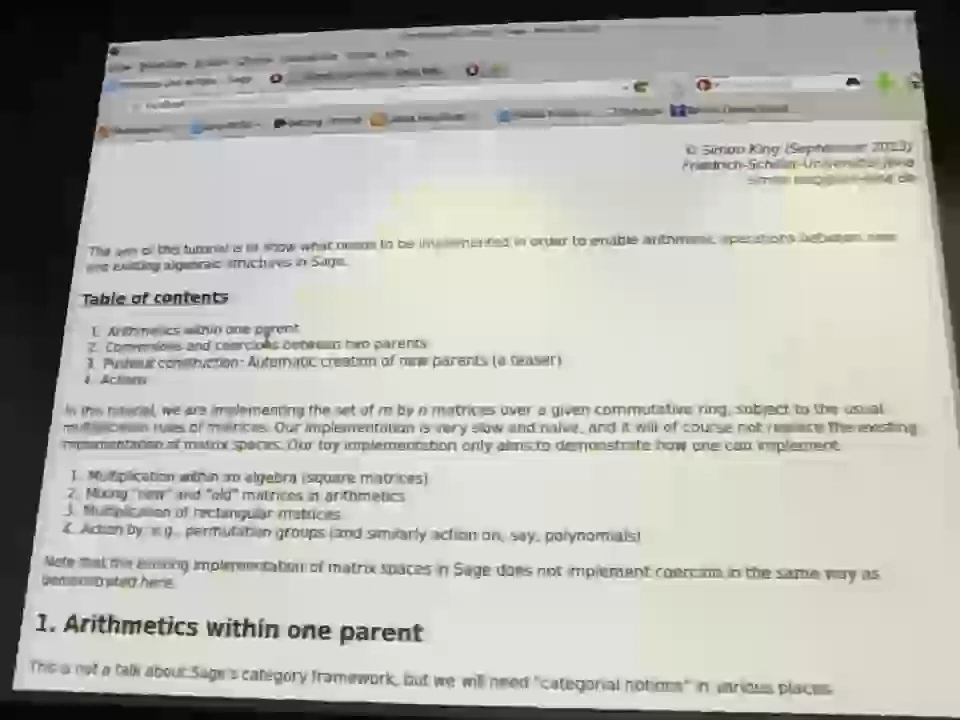 © Simon King (September 2013)
Friedrich-Schiller-Universität Jena
The aim of this tutorial is to show what needs to be implemented in order to enable arithmetic operations between new
and existing algebraic structures in Sage.
Table of contents
1. Arithmetics within one parent
2. Conversions and coercions between two parents
3. Pushout construction: Automatic creation of new parents (a teaser)
4. Actions
In this tutorial, we are implementing the set of m by n matrices over a given commutative ring, subject to the usual
multiplication rules of matrices. Our implementation is very slow and naive, and it will of course not replace the existing
implementation of matrix spaces. Our toy implementation only aims to demonstrate how one can implement
1. Multiplication within an algebra (square matrices)
2. Mixing "new" and "old" matrices in arithmetics
3. Multiplication of rectangular matrices
4. Action by, e.g., permutation groups (and similarly action on, say, polynomials)
Note that the existing implementation of matrix spaces in Sage does not implement coercion in the same way as
demonstrated here.
1. Arithmetics within one parent
This is not a talk about Sage's category framework, but we will need "categorial notions" in various places.